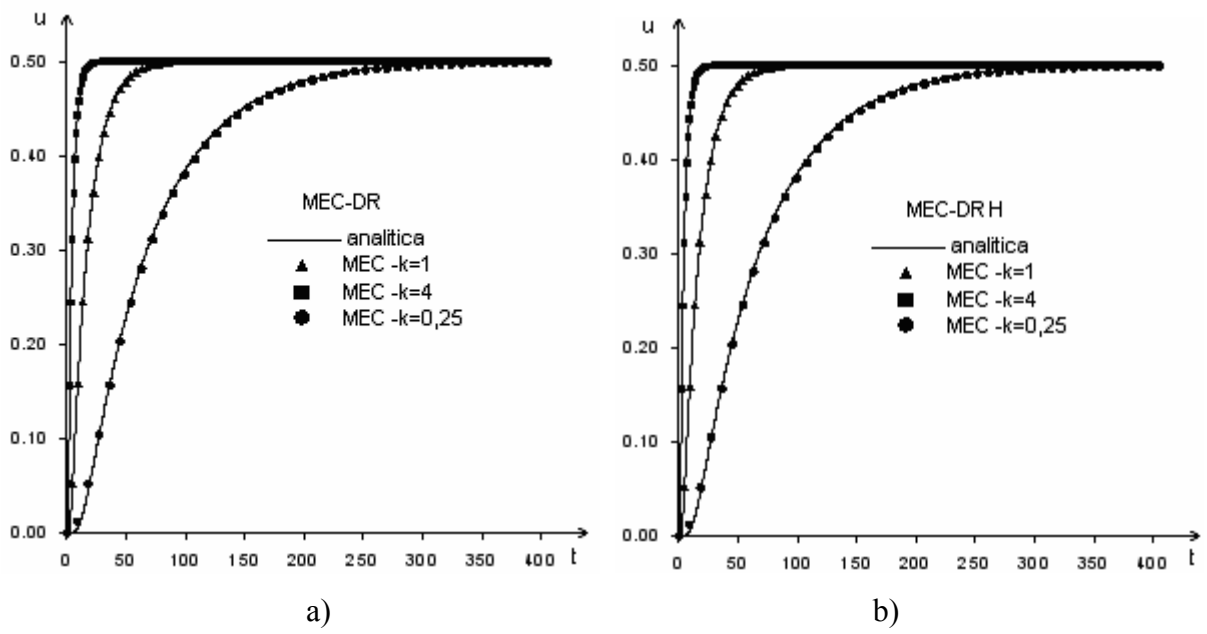 u
0.50
0.40
0.30
0.20
0.10
0.00
MEC-DR
analitica
MEC -k=1
MEC -k=4
MEC -k=0,25
0 50 100 150 200 250 300 350 400 t
a)
u
0.50
0.40
0.30
0.20
0.10
0.00
MEC-DR H
analitica
MEC -k=1
MEC -k=4
MEC -k=0,25
0 50 100 150 200 250 300 350 400 t
b)